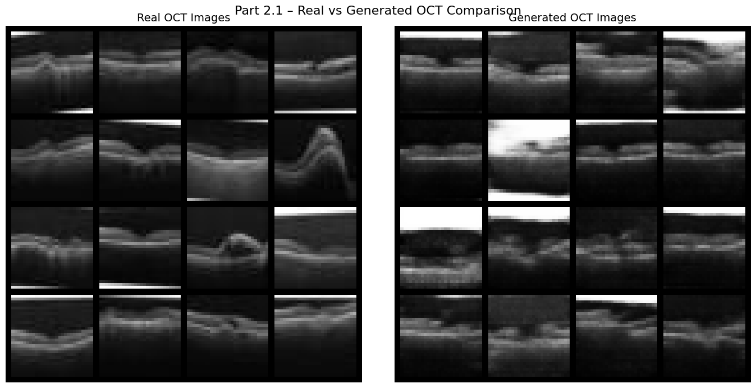 Part 2.1 – Real vs Generated OCT Comparison
Real OCT Images
Generated OCT Images